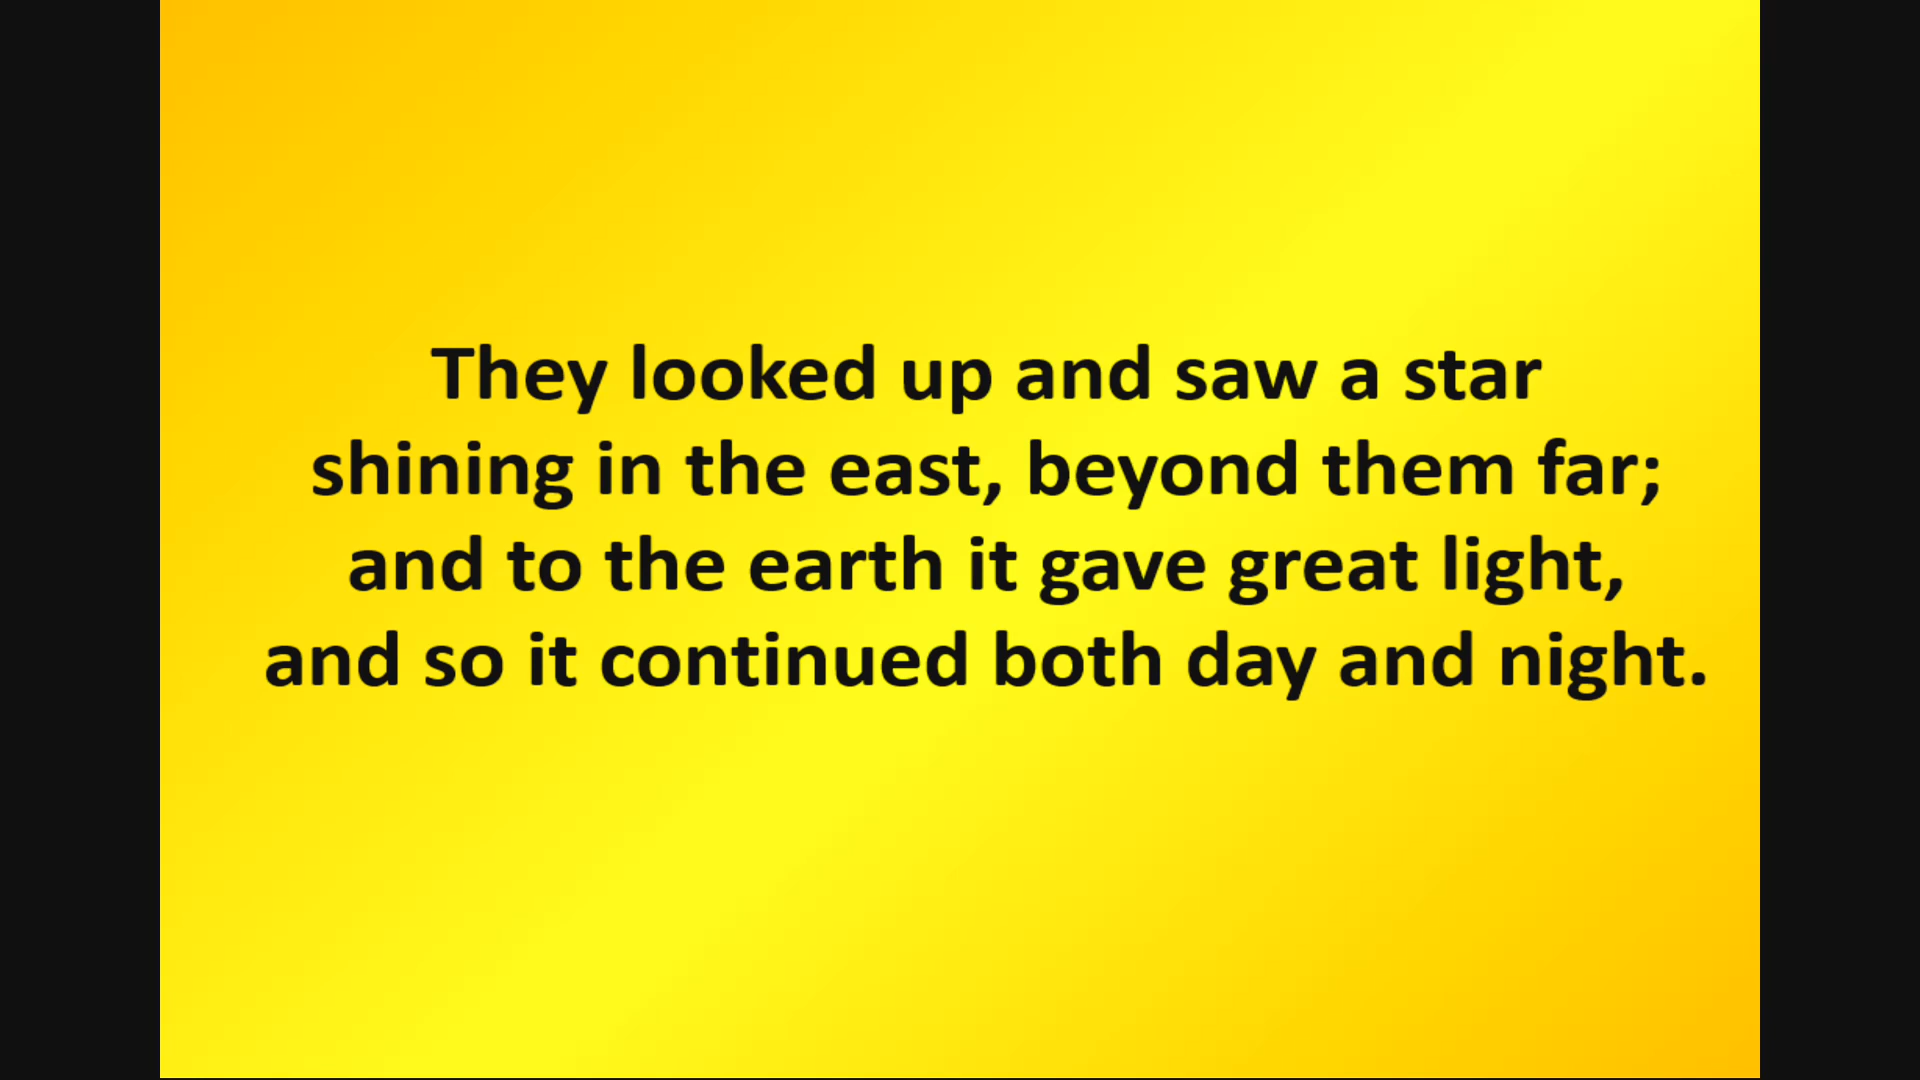 They looked up and saw a star
shining in the east, beyond them far;
and to the earth it gave great light,
and so it continued both day and night.